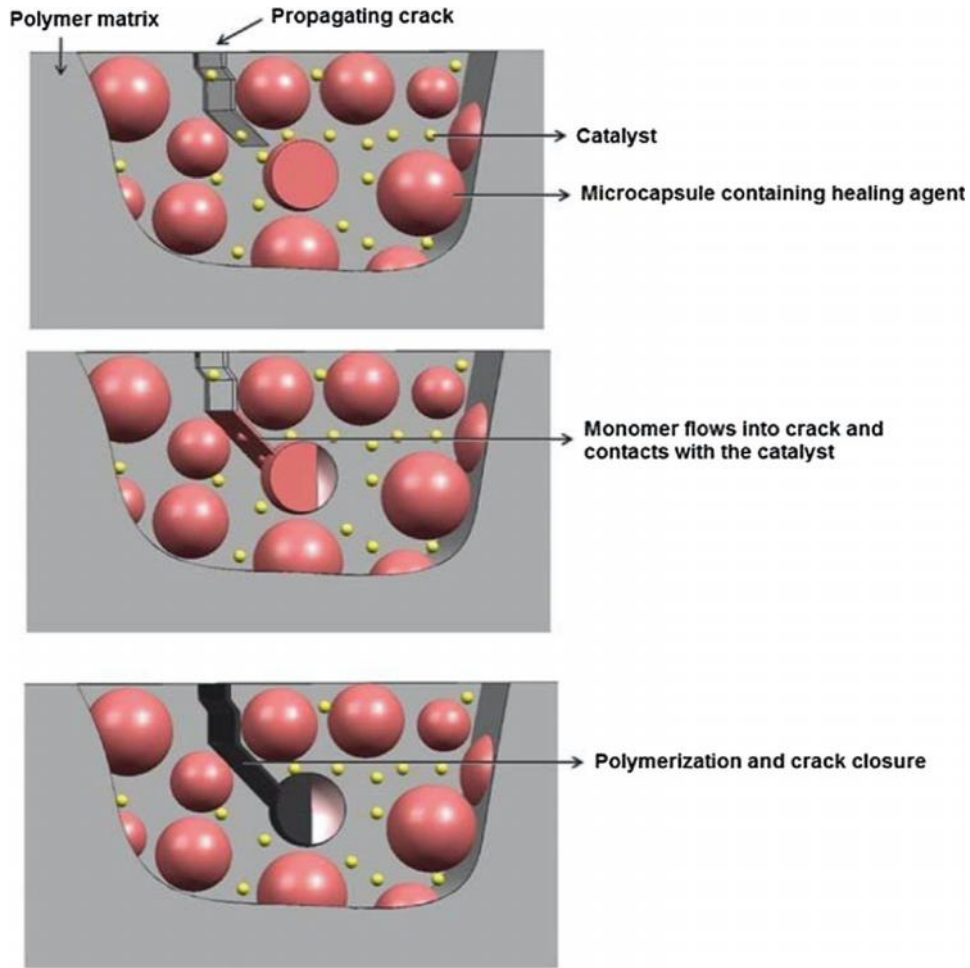 Polymer matrix
Propagating crack
Catalyst
Microcapsule containing healing agent
Monomer flows into crack and
contacts with the catalyst
Polymerization and crack closure